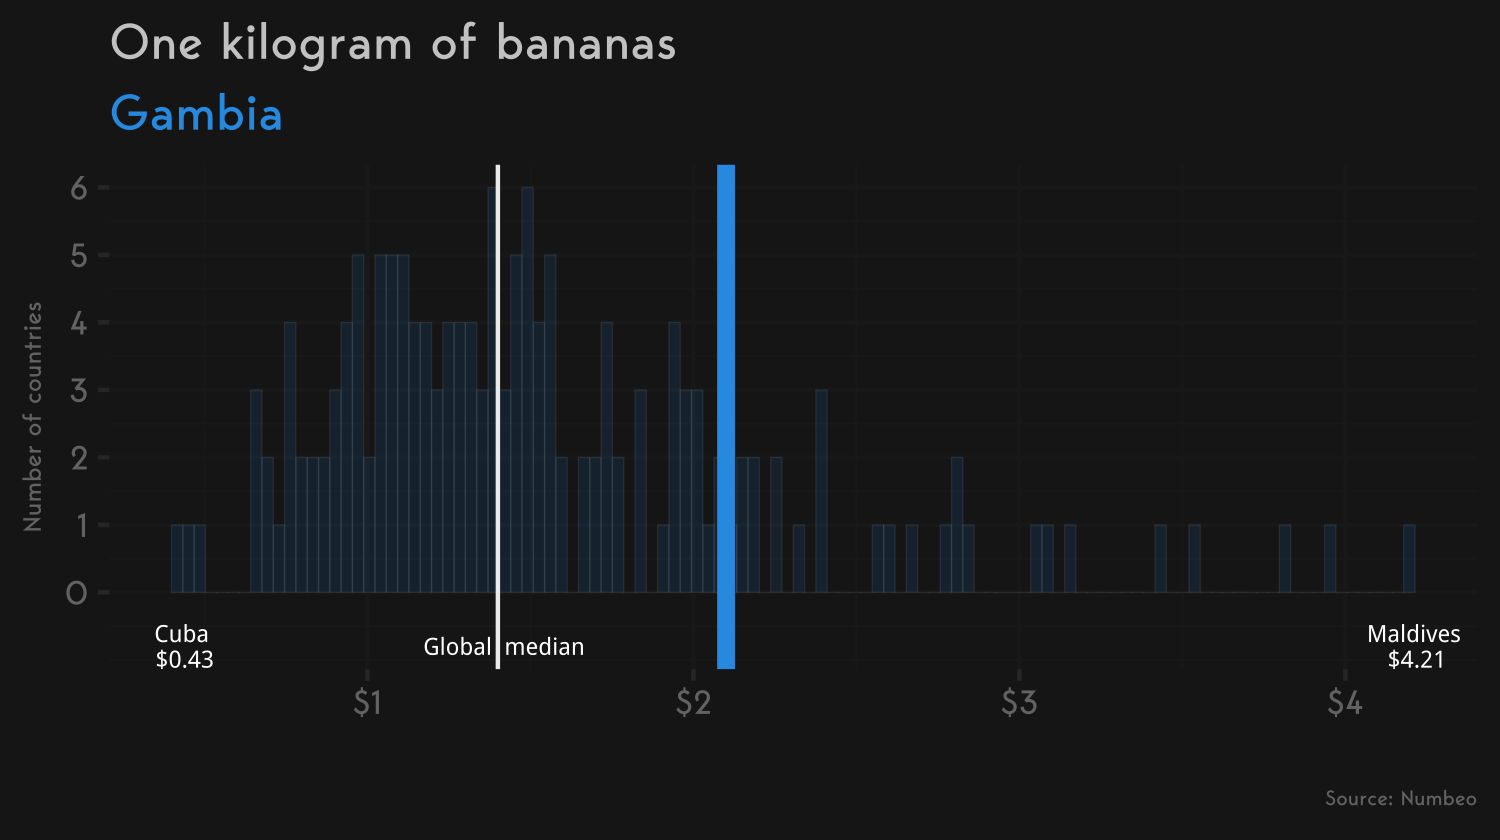 One kilogram of bananas
Gambia
Number of countries
6
5
4
3
2
1
0
Cuba
$0.43
Global median
Maldives
$4.21
$1 $2 $3 $4
Source: Numbeo